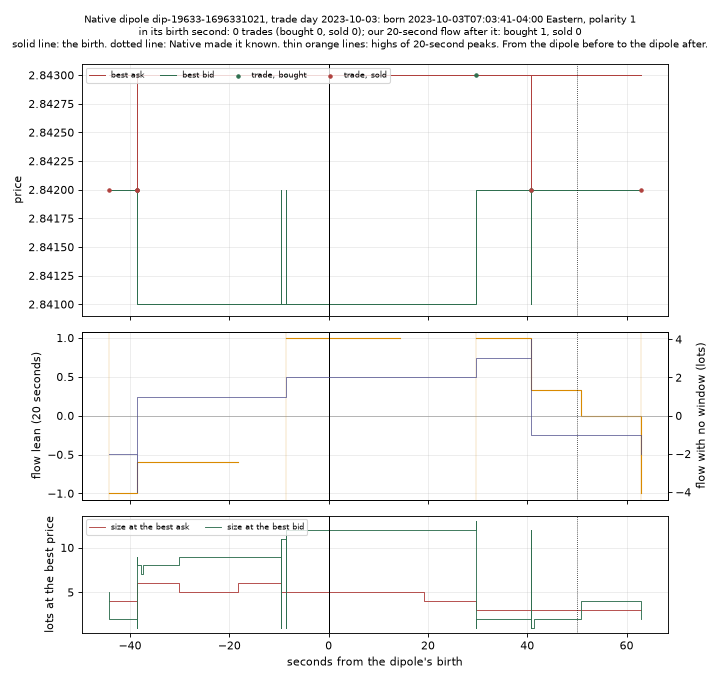 Native dipole dip-19633-1696331021, trade day 2023-10-03: born 2023-10-03T07:03:41-04:00 Eastern, polarity 1
in its birth second: 0 trades (bought 0, sold 0); our 20-second flow after it: bought 1, sold 0
solid line: the birth. dotted line: Native made it known. thin orange lines: highs of 20-second peaks. From the dipole before to the dipole after.
best ask best bid trade, bought trade, sold
2.84300
2.84275
2.84250
2.84225
2.84200
2.84175
2.84150
2.84125
2.84100
price
1.0
0.5
0.0
−0.5
−1.0
flow lean (20 seconds)
4
2
0
−2
−4
flow with no window (lots)
size at the best ask size at the best bid
10
5
lots at the best price
−40 −20 0 20 40 60
seconds from the dipole's birth